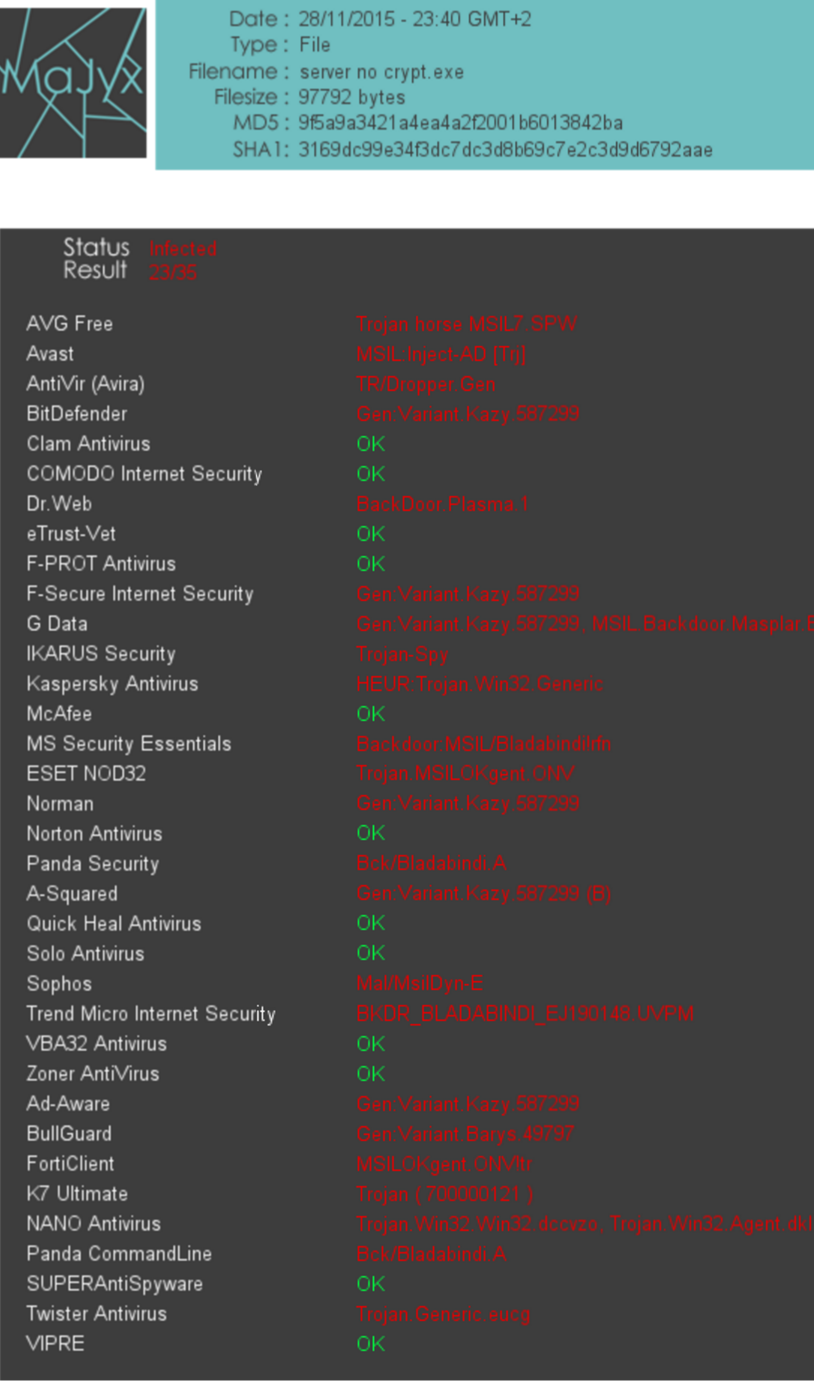 MaJyx
Date : 28/11/2015 - 23:40 GMT+2
Type : File
Filename : server no crypt.exe
Filesize : 97792 bytes
MD5 : 9f5a9a3421a4ea4a2f2001b6013842ba
SHA1: 3169dc99e34f3dc7dc3d8b69c7e2c3d9d6792aae
Status Infected
Result 23/35
AVG Free Trojan horse MSIL7.SPW
Avast MSIL:Inject-AD [Trj]
AntiVir (Avira) TR/Dropper.Gen
BitDefender Gen:Variant.Kazy.587299
Clam Antivirus OK
COMODO Internet Security OK
Dr.Web BackDoor.Plasma.1
eTrust-Vet OK
F-PROT Antivirus OK
F-Secure Internet Security Gen:Variant.Kazy.587299
G Data Gen:Variant.Kazy.587299, MSIL.Backdoor.Masplar.B
IKARUS Security Trojan-Spy
Kaspersky Antivirus HEUR:Trojan.Win32.Generic
McAfee OK
MS Security Essentials Backdoor:MSIL/Bladabindi!rfn
ESET NOD32 Trojan.MSILOKgent.ONV
Norman Gen:Variant.Kazy.587299
Norton Antivirus OK
Panda Security Bck/Bladabindi.A
A-Squared Gen:Variant.Kazy.587299 (B)
Quick Heal Antivirus OK
Solo Antivirus OK
Sophos Mal/MsilDyn-E
Trend Micro Internet Security BKDR_BLADABINDI_EJ190148.UVPM
VBA32 Antivirus OK
Zoner AntiVirus OK
Ad-Aware Gen:Variant.Kazy.587299
BullGuard Gen:Variant.Barys.49797
FortiClient MSILOKgent.ONV!tr
K7 Ultimate Trojan ( 700000121 )
NANO Antivirus Trojan.Win32.Win32.dccvzo, Trojan.Win32.Agent.dkl
Panda CommandLine Bck/Bladabindi.A
SUPERAntiSpyware OK
Twister Antivirus Trojan.Generic.eucg
VIPRE OK